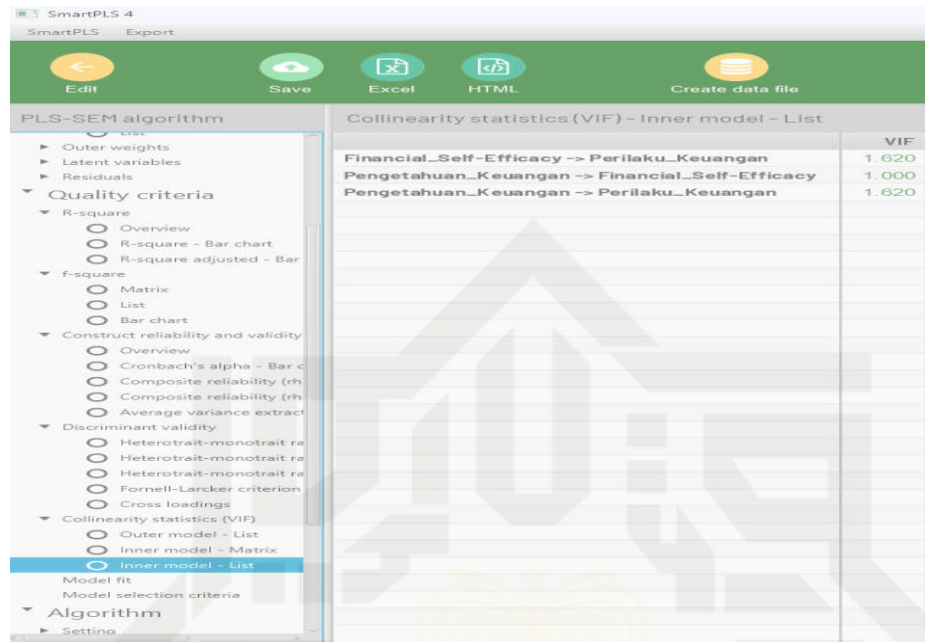 SmartPLS 4
SmartPLS Export
Edit Save Excel HTML Create data file
PLS-SEM algorithm
List
Outer weights
Latent variables
Residuals
Quality criteria
R-square
Overview
R-square - Bar chart
R-square adjusted - Bar
f-square
Matrix
List
Bar chart
Construct reliability and validity
Overview
Cronbach's alpha - Bar c
Composite reliability (rh
Composite reliability (rh
Average variance extract
Discriminant validity
Heterotrait-monotrait ra
Heterotrait-monotrait ra
Heterotrait-monotrait ra
Fornell-Larcker criterion
Cross loadings
Collinearity statistics (VIF)
Outer model - List
Inner model - Matrix
Inner model - List
Model fit
Model selection criteria
Algorithm
Setting
Collinearity statistics (VIF) - Inner model - List
VIF
Financial_Self-Efficacy -> Perilaku_Keuangan 1.620
Pengetahuan_Keuangan -> Financial_Self-Efficacy 1.000
Pengetahuan_Keuangan -> Perilaku_Keuangan 1.620